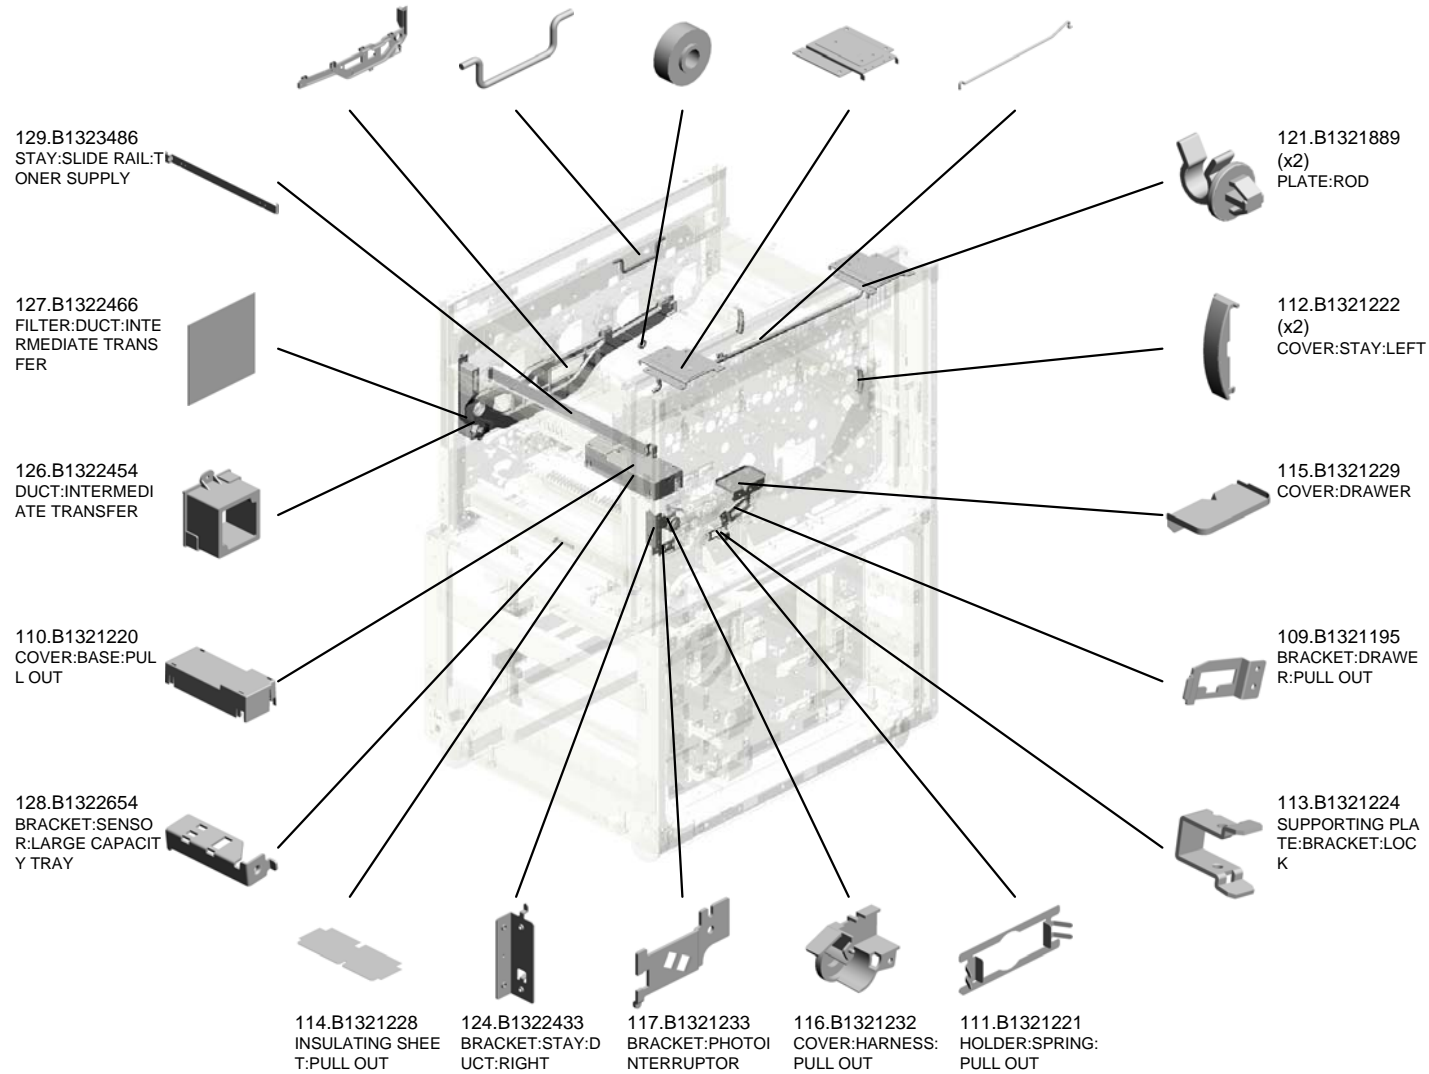 129.B1323486
STAY:SLIDE RAIL:T
ONER SUPPLY
121.B1321889
(x2)
PLATE:ROD
127.B1322466
FILTER:DUCT:INTE
RMEDIATE TRANS
FER
112.B1321222
(x2)
COVER:STAY:LEFT
126.B1322454
DUCT:INTERMEDI
ATE TRANSFER
115.B1321229
COVER:DRAWER
110.B1321220
COVER:BASE:PUL
L OUT
109.B1321195
BRACKET:DRAWE
R:PULL OUT
128.B1322654
BRACKET:SENSO
R:LARGE CAPACIT
Y TRAY
113.B1321224
SUPPORTING PLA
TE:BRACKET:LOC
K
114.B1321228
INSULATING SHEE
T:PULL OUT
124.B1322433
BRACKET:STAY:D
UCT:RIGHT
117.B1321233
BRACKET:PHOTOI
NTERRUPTOR
116.B1321232
COVER:HARNESS:
PULL OUT
111.B1321221
HOLDER:SPRING:
PULL OUT